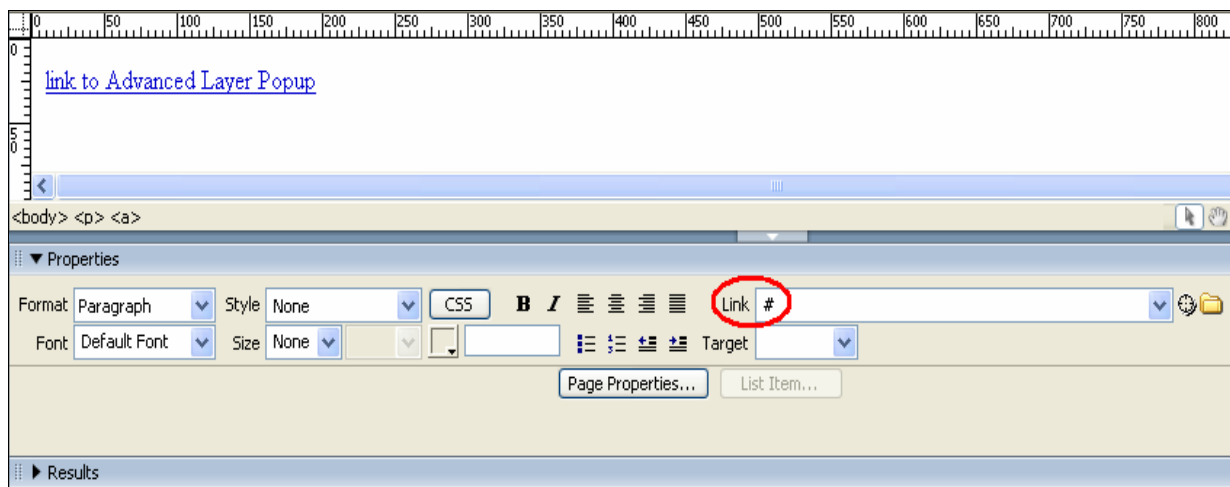 0 50 100 150 200 250 300 350 400 450 500 550 600 650 700 750 800
0
link to Advanced Layer Popup
50
<body> <p> <a>
Properties
Format Paragraph Style None CSS B I Link #
Font Default Font Size None Target
Page Properties... List Item...
Results